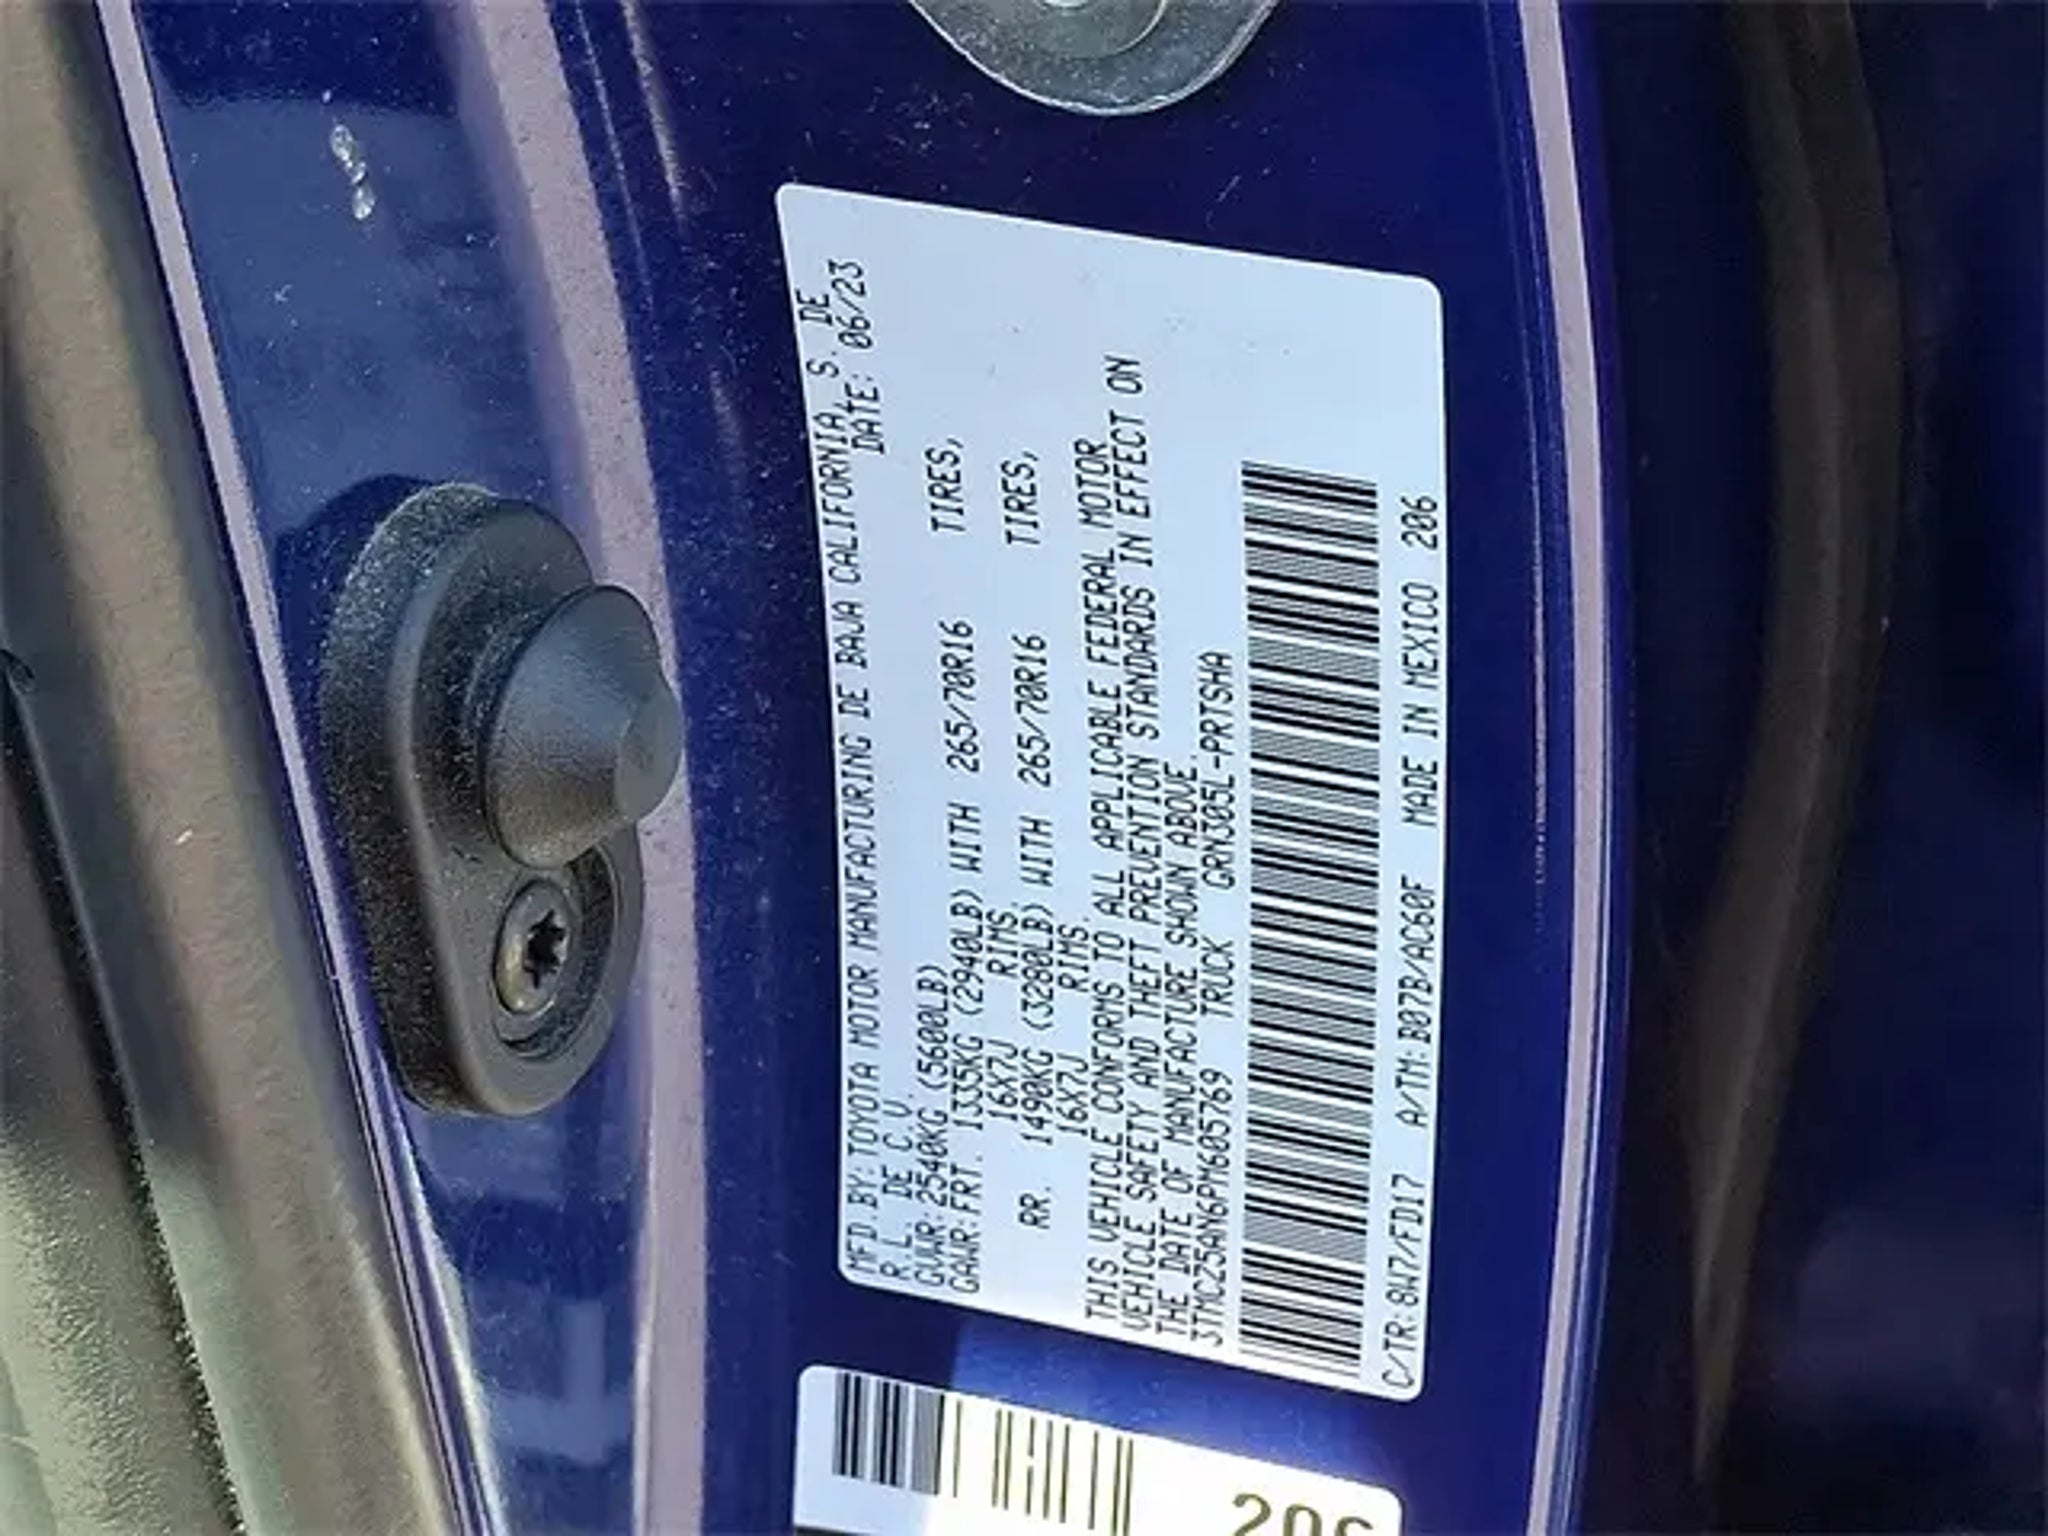 MFD.BY:TOYOTA MOTOR MANUFACTURING DE BAJA CALIFORNIA, S. DE
R.L. DE C.V. DATE: 06/23
GVWR:2540KG.(5600LB)
GAWR:FRT. 1335KG (2940LB) WITH 265/70R16 TIRES,
16X7J RIMS.
RR. 1490KG (3280LB) WITH 265/70R16 TIRES,
16X7J RIMS.
THIS VEHICLE CONFORMS TO ALL APPLICABLE FEDERAL MOTOR
VEHICLE SAFETY AND THEFT PREVENTION STANDARDS IN EFFECT ON
THE DATE OF MANUFACTURE SHOWN ABOVE.
3TMCZ5AN6PM605769 TRUCK GRN305L-PRTSHA
C/TR:8W7/FD17 A/TM:B07B/AC60F MADE IN MEXICO 206